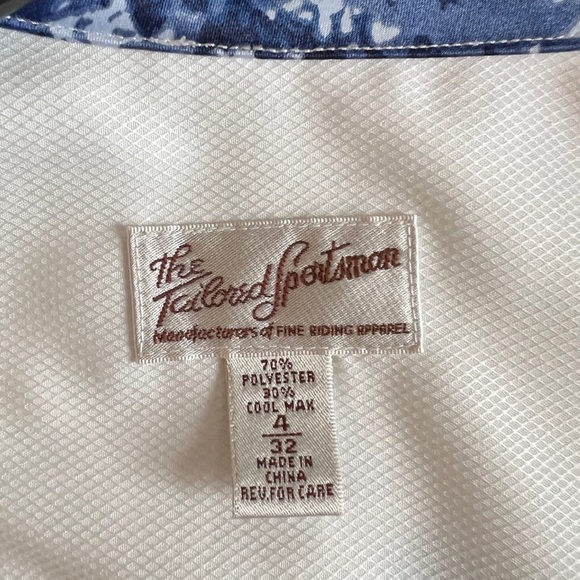 The
Tailored Sportsman
Manufacturers of FINE RIDING APPAREL
70%
POLYESTER
30%
COOL MAX
4
32
MADE IN
CHINA
REV.FOR CARE